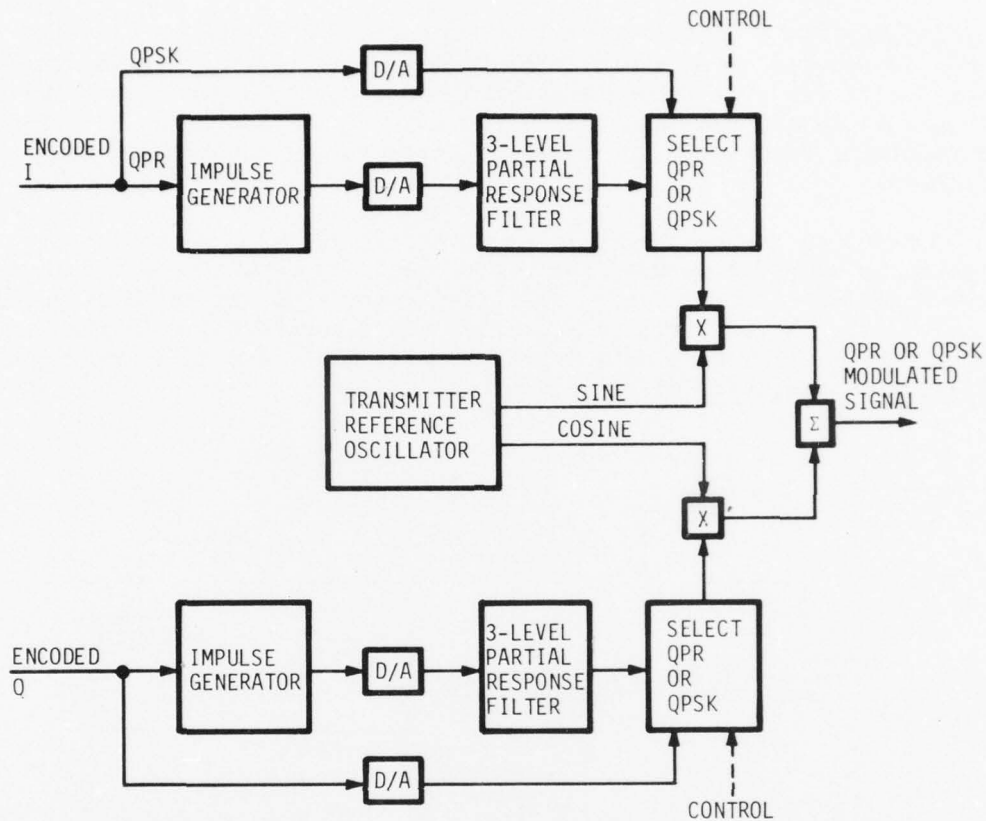 CONTROL
QPSK
D/A
ENCODED
I
QPR
IMPULSE
GENERATOR
D/A
3-LEVEL
PARTIAL
RESPONSE
FILTER
SELECT
QPR
OR
QPSK
X
QPR OR QPSK
MODULATED
SIGNAL
TRANSMITTER
REFERENCE
OSCILLATOR
SINE
COSINE
Σ
X
ENCODED
Q
IMPULSE
GENERATOR
D/A
3-LEVEL
PARTIAL
RESPONSE
FILTER
SELECT
QPR
OR
QPSK
D/A
CONTROL